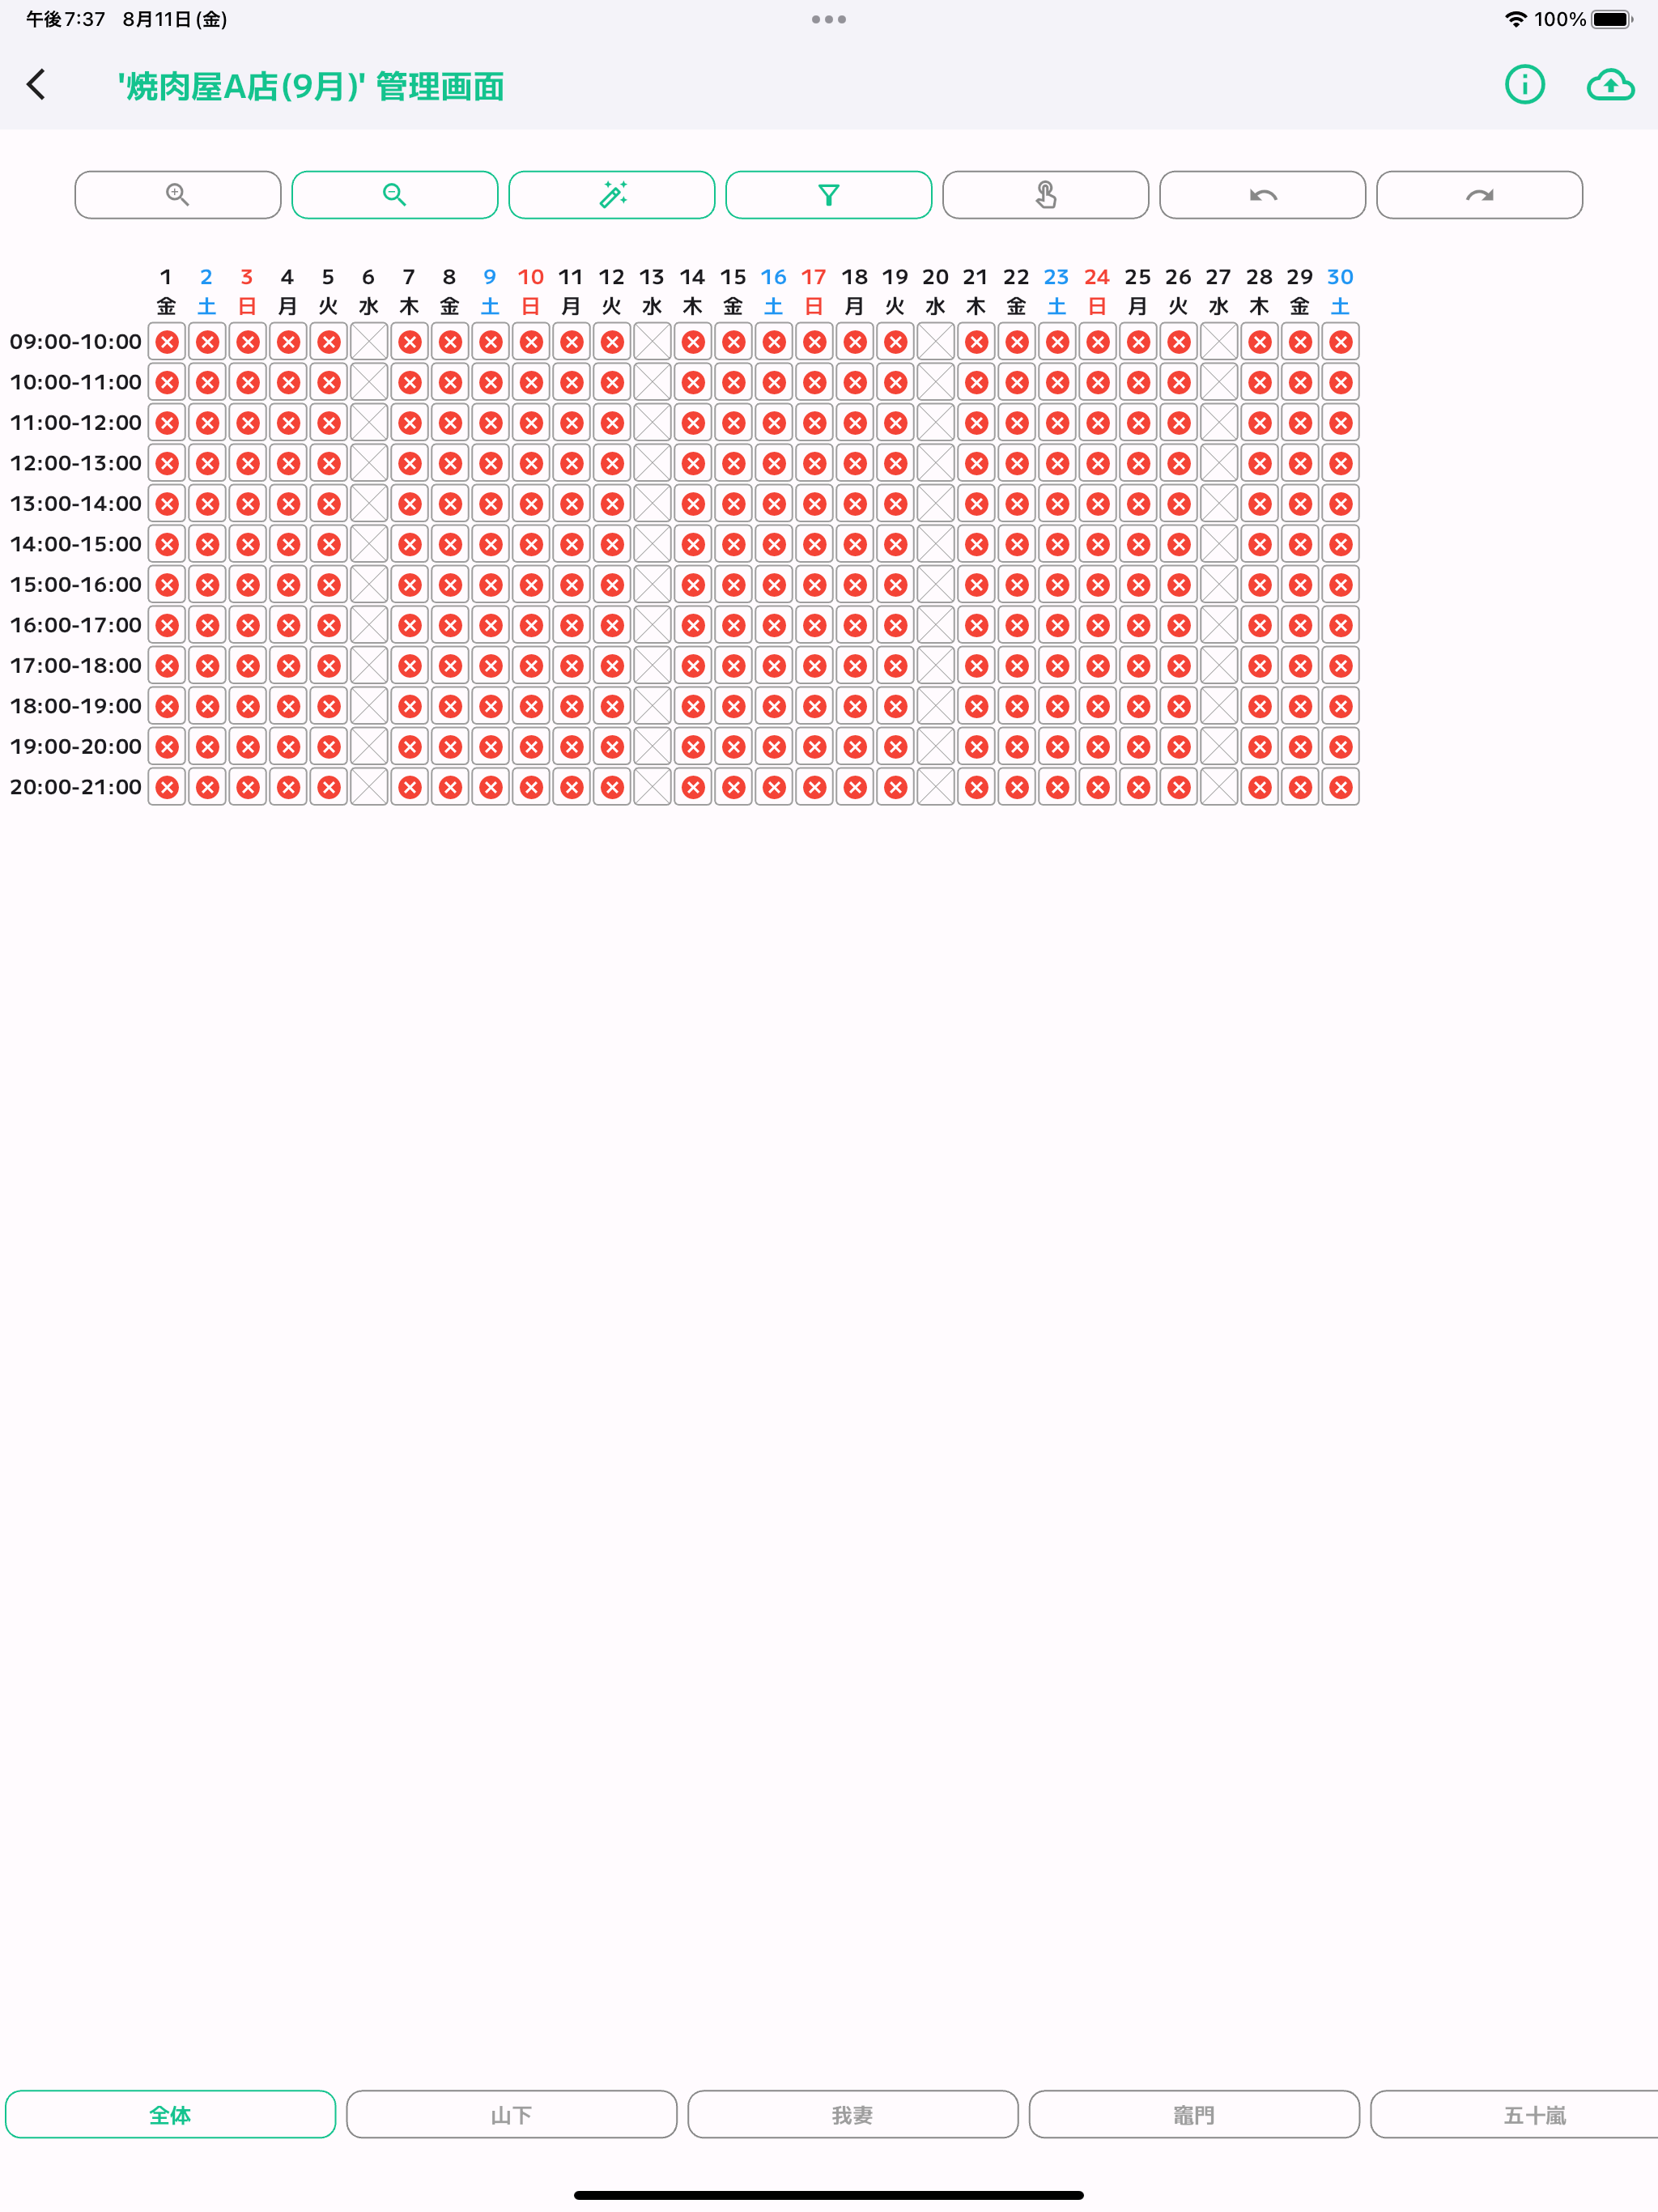 午後7:37 8月11日(金)
100%
'焼肉屋A店(9月)' 管理画面
1 2 3 4 5 6 7 8 9 10 11 12 13 14 15 16 17 18 19 20 21 22 23 24 25 26 27 28 29 30
金 土 日 月 火 水 木 金 土 日 月 火 水 木 金 土 日 月 火 水 木 金 土 日 月 火 水 木 金 土
09:00-10:00
10:00-11:00
11:00-12:00
12:00-13:00
13:00-14:00
14:00-15:00
15:00-16:00
16:00-17:00
17:00-18:00
18:00-19:00
19:00-20:00
20:00-21:00
全体 山下 我妻 竈門 五十嵐